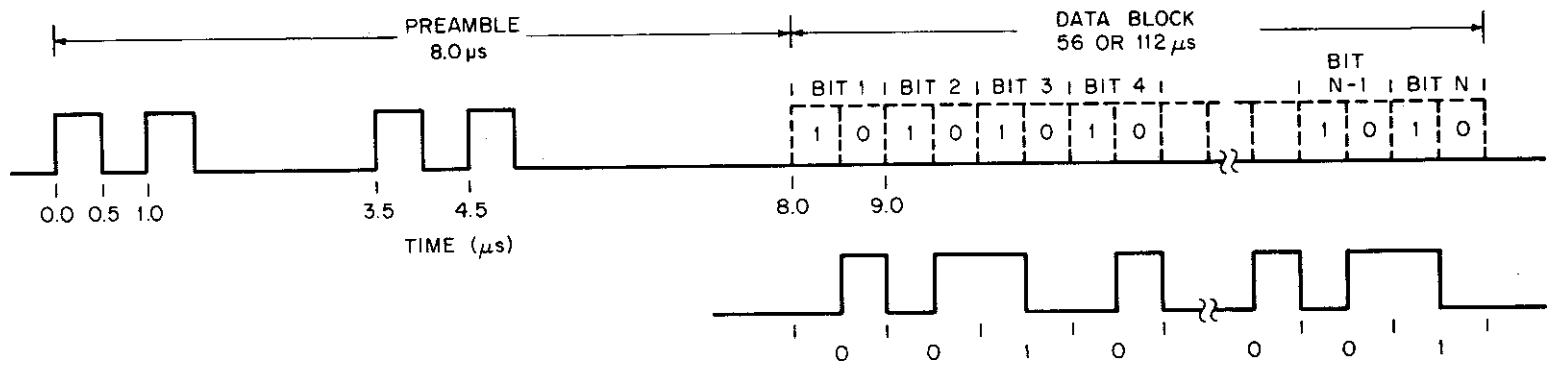 PREAMBLE
8.0 μs
DATA BLOCK
56 OR 112 μs
BIT 1 BIT 2 BIT 3 BIT 4 BIT N-1 BIT N
1 0 1 0 1 0 1 0 1 0 1 0
0.0 0.5 1.0 3.5 4.5 8.0 9.0
TIME (μs)
0 0 1 0 0 0 1